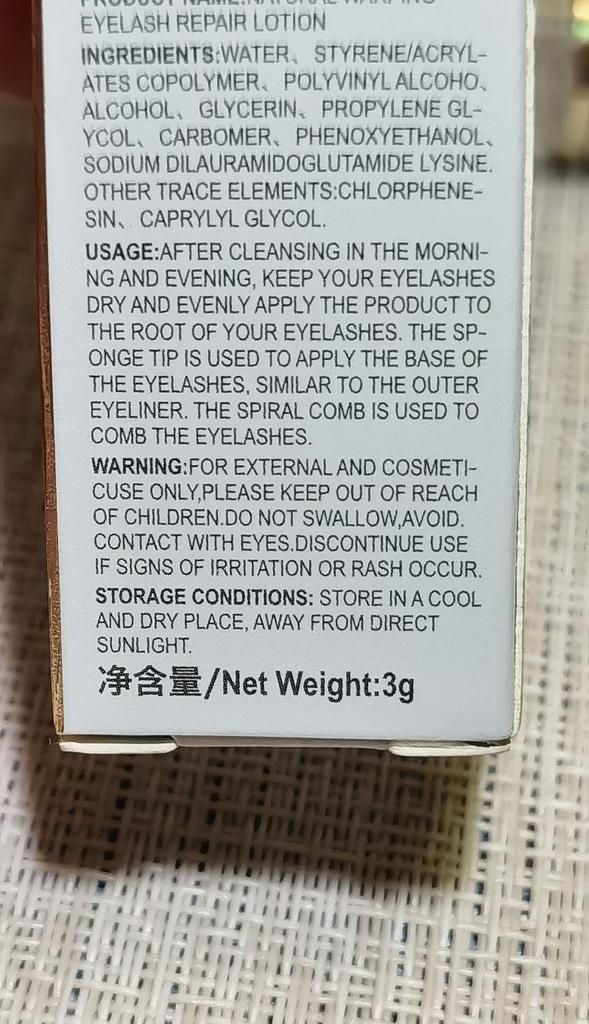 PRODUCT NAME:NATURAL WARPING
EYELASH REPAIR LOTION
INGREDIENTS:WATER、STYRENE/ACRYL-
ATES COPOLYMER、POLYVINYL ALCOHO、
ALCOHOL、GLYCERIN、PROPYLENE GL-
YCOL、CARBOMER、PHENOXYETHANOL、
SODIUM DILAURAMIDOGLUTAMIDE LYSINE.
OTHER TRACE ELEMENTS:CHLORPHENE-
SIN、CAPRYLYL GLYCOL.
USAGE:AFTER CLEANSING IN THE MORNI-
NG AND EVENING, KEEP YOUR EYELASHES
DRY AND EVENLY APPLY THE PRODUCT TO
THE ROOT OF YOUR EYELASHES. THE SP-
ONGE TIP IS USED TO APPLY THE BASE OF
THE EYELASHES, SIMILAR TO THE OUTER
EYELINER. THE SPIRAL COMB IS USED TO
COMB THE EYELASHES.
WARNING:FOR EXTERNAL AND COSMETI-
CUSE ONLY,PLEASE KEEP OUT OF REACH
OF CHILDREN.DO NOT SWALLOW,AVOID.
CONTACT WITH EYES.DISCONTINUE USE
IF SIGNS OF IRRITATION OR RASH OCCUR.
STORAGE CONDITIONS: STORE IN A COOL
AND DRY PLACE, AWAY FROM DIRECT
SUNLIGHT.
净含量/Net Weight:3g